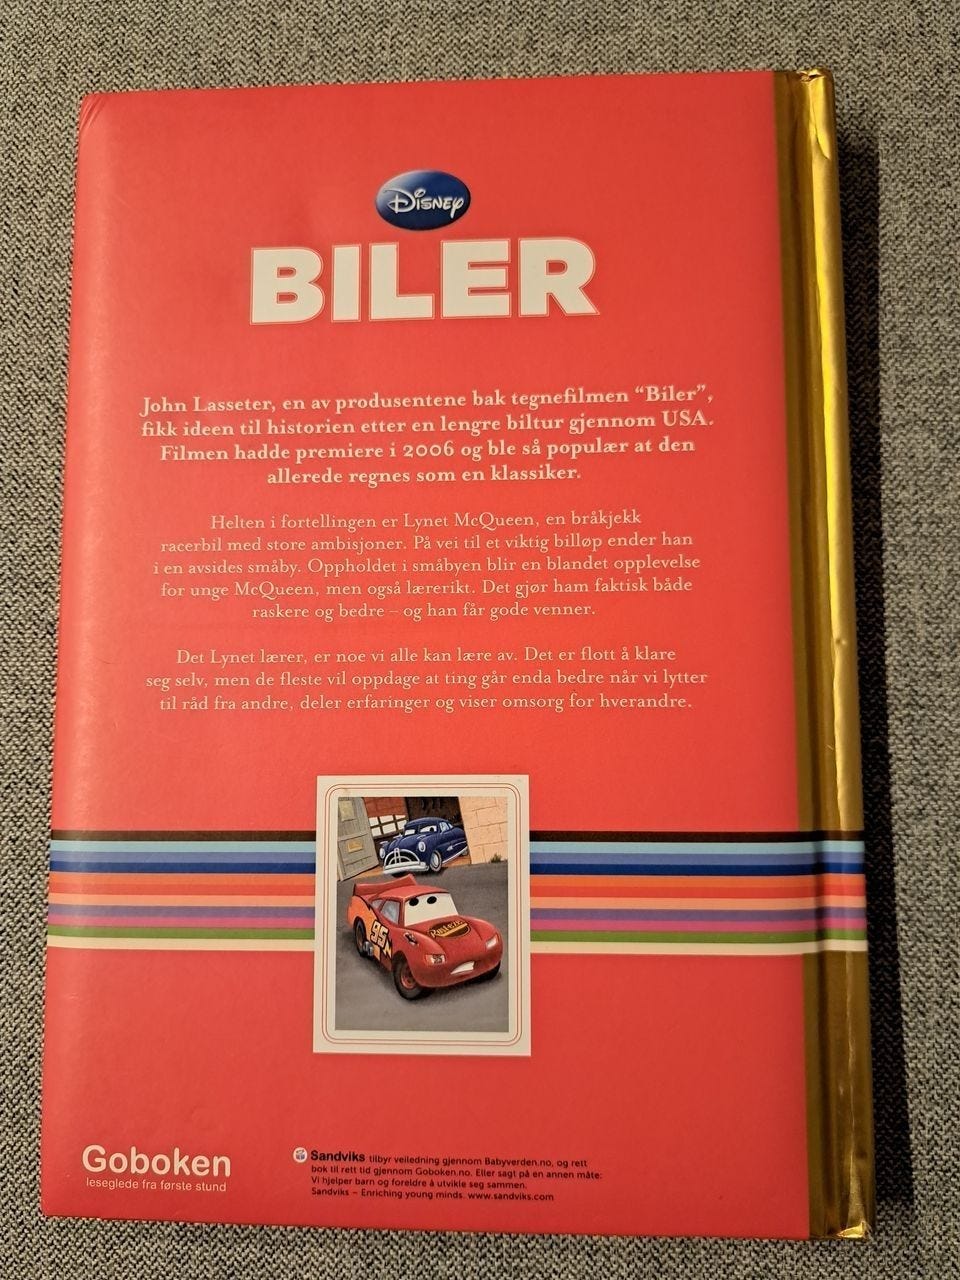 Disney
BILER
John Lasseter, en av produsentene bak tegnefilmen “Biler”,
fikk ideen til historien etter en lengre biltur gjennom USA.
Filmen hadde premiere i 2006 og ble så populær at den
allerede regnes som en klassiker.
Helten i fortellingen er Lynet McQueen, en bråkjekk
racerbil med store ambisjoner. På vei til et viktig billøp ender han
i en avsides småby. Oppholdet i småbyen blir en blandet opplevelse
for unge McQueen, men også lærerikt. Det gjør ham faktisk både
raskere og bedre – og han får gode venner.
Det Lynet lærer, er noe vi alle kan lære av. Det er flott å klare
seg selv, men de fleste vil oppdage at ting går enda bedre når vi lytter
til råd fra andre, deler erfaringer og viser omsorg for hverandre.
Rust-eze
95
Goboken
leseglede fra første stund
Sandviks tilbyr veiledning gjennom Babyverden.no, og rett
bok til rett tid gjennom Goboken.no. Eller sagt på en annen måte:
Vi hjelper barn og foreldre å utvikle seg sammen.
Sandviks – Enriching young minds. www.sandviks.com